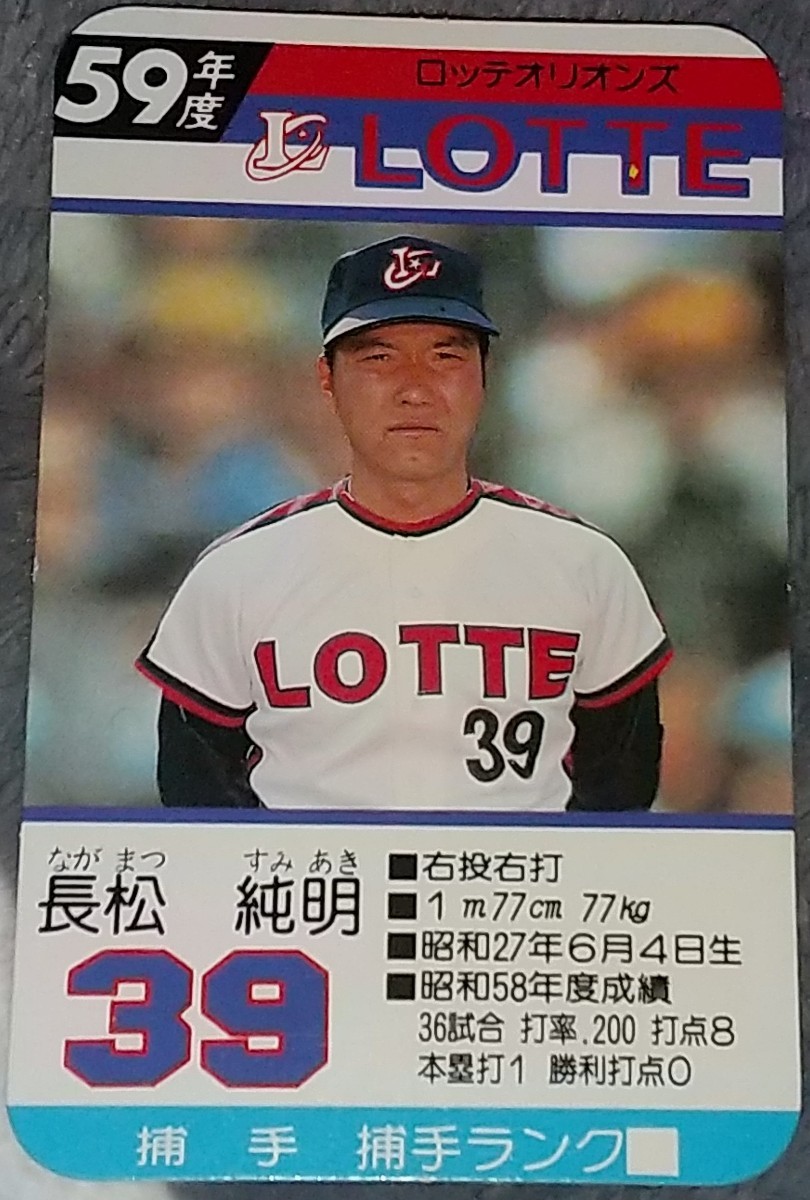 59年度
ロッテオリオンズ
LOTTE
LOTTE
39
なが まつ すみ あき
長松 純明
39
■右投右打
■1m77cm 77kg
■昭和27年6月4日生
■昭和58年度成績
36試合 打率.200 打点8
本塁打1 勝利打点0
捕手 捕手ランク